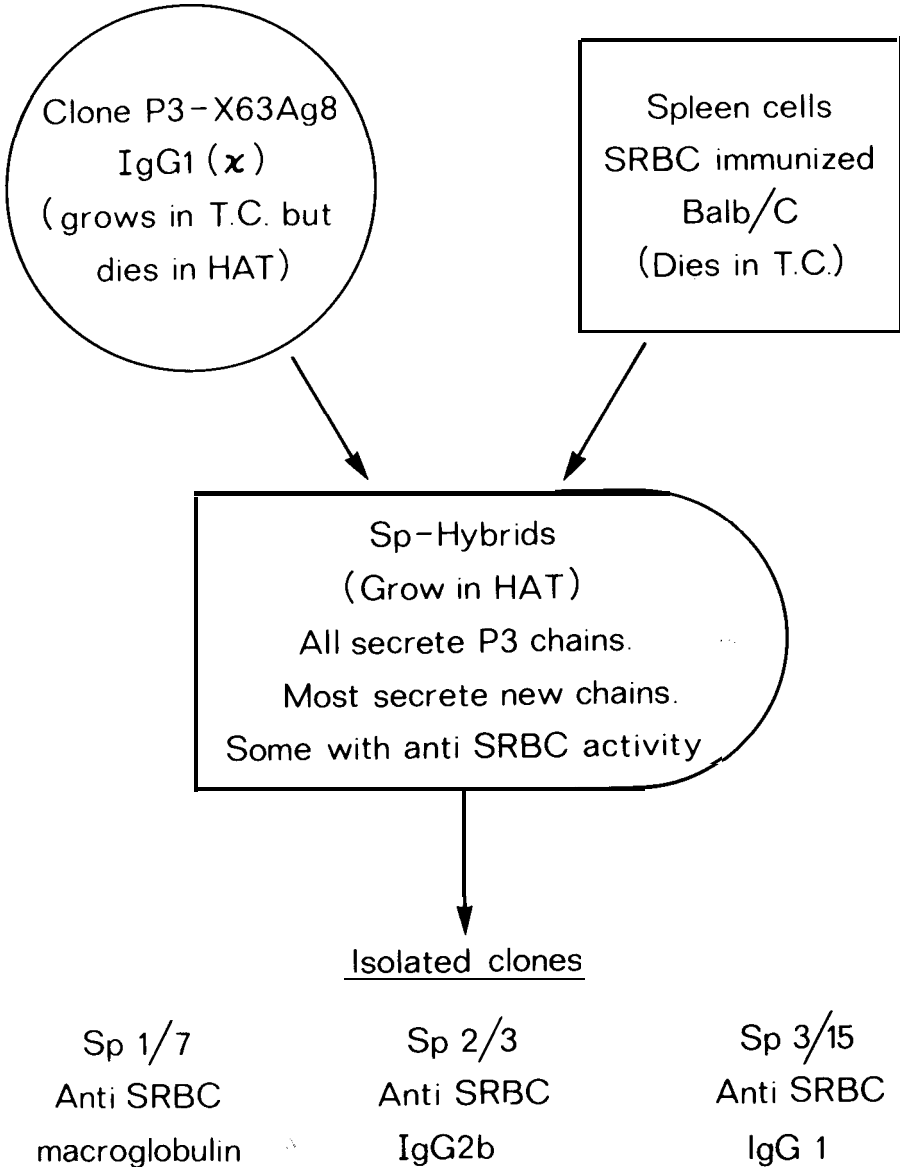 Clone P3-X63Ag8
IgG1 (ϰ)
(grows in T.C. but
dies in HAT)
Spleen cells
SRBC immunized
Balb/C
(Dies in T.C.)
Sp-Hybrids
(Grow in HAT)
All secrete P3 chains.
Most secrete new chains.
Some with anti SRBC activity
Isolated clones
Sp 1/7
Anti SRBC
macroglobulin
Sp 2/3
Anti SRBC
IgG2b
Sp 3/15
Anti SRBC
IgG 1